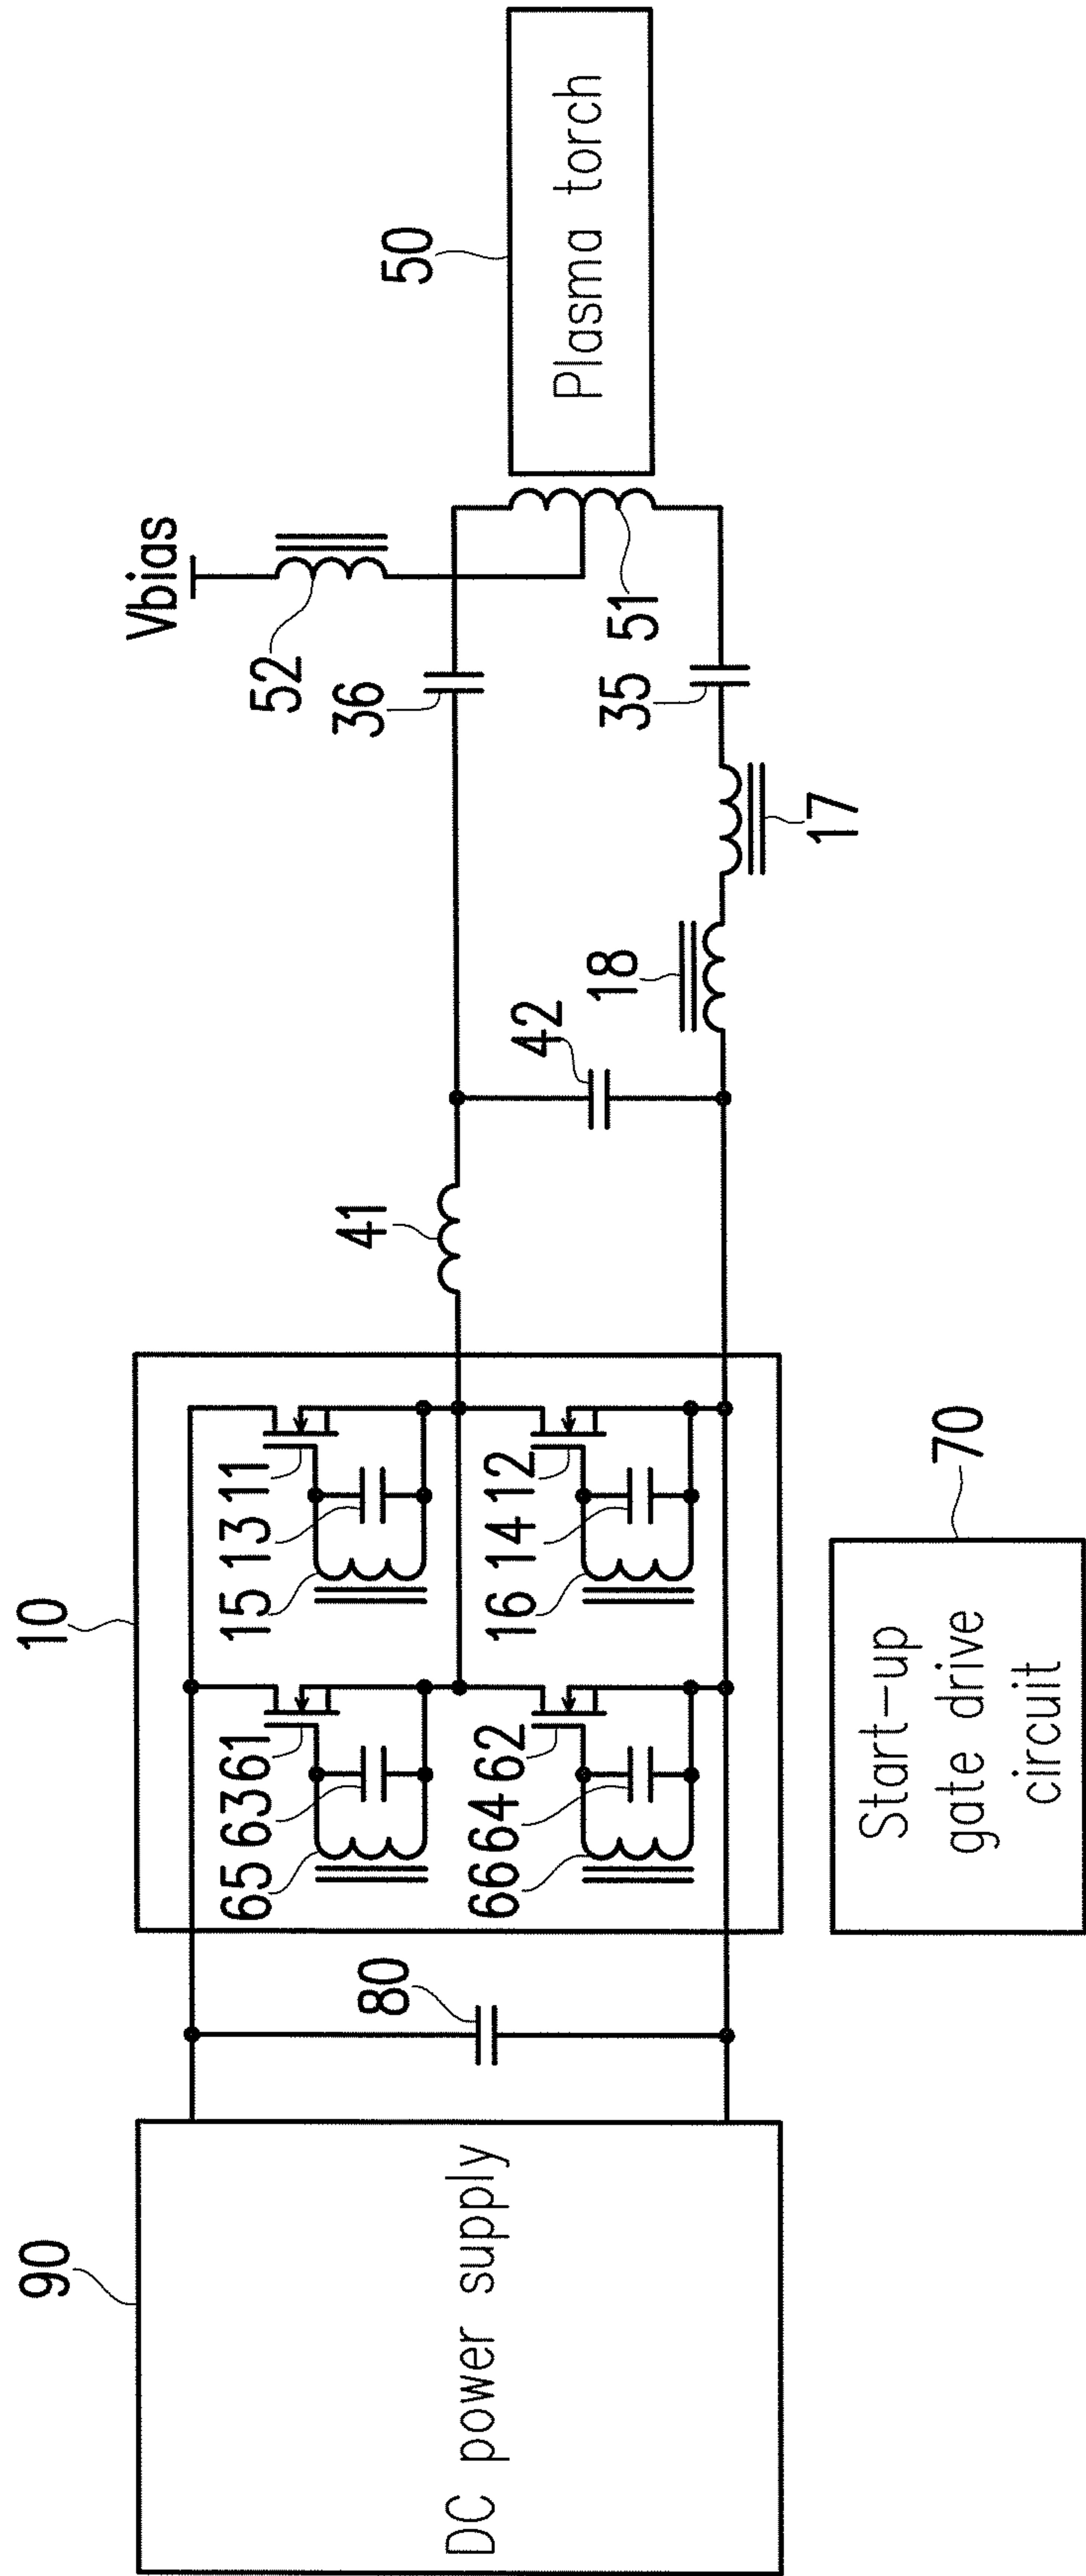 90
DC power supply
80
10
65 63 61
15 13 11
66 64 62
16 14 12
70
Start-up
gate drive
circuit
41
42
18
17
36
35
52
Vbias
51
50
Plasma torch